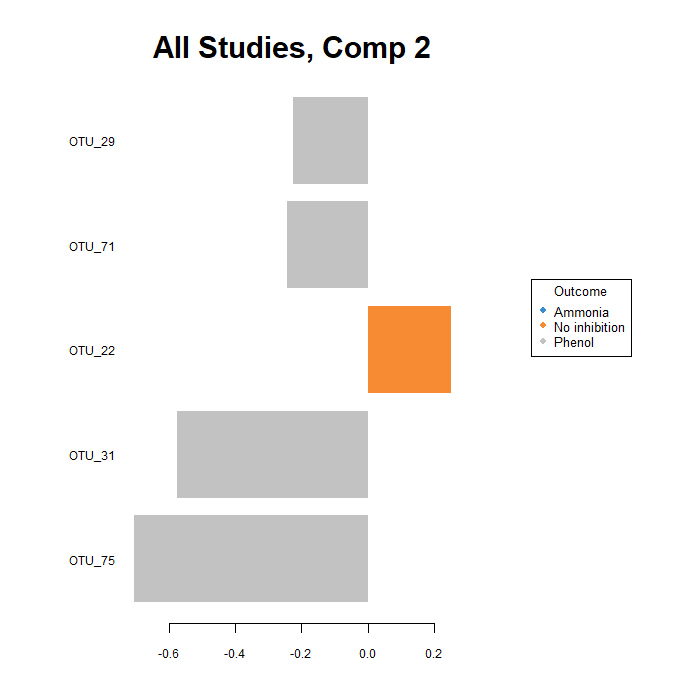 All Studies, Comp 2
OTU_29
OTU_71
OTU_22
OTU_31
OTU_75
Outcome
Ammonia
No inhibition
Phenol
-0.6 -0.4 -0.2 0.0 0.2